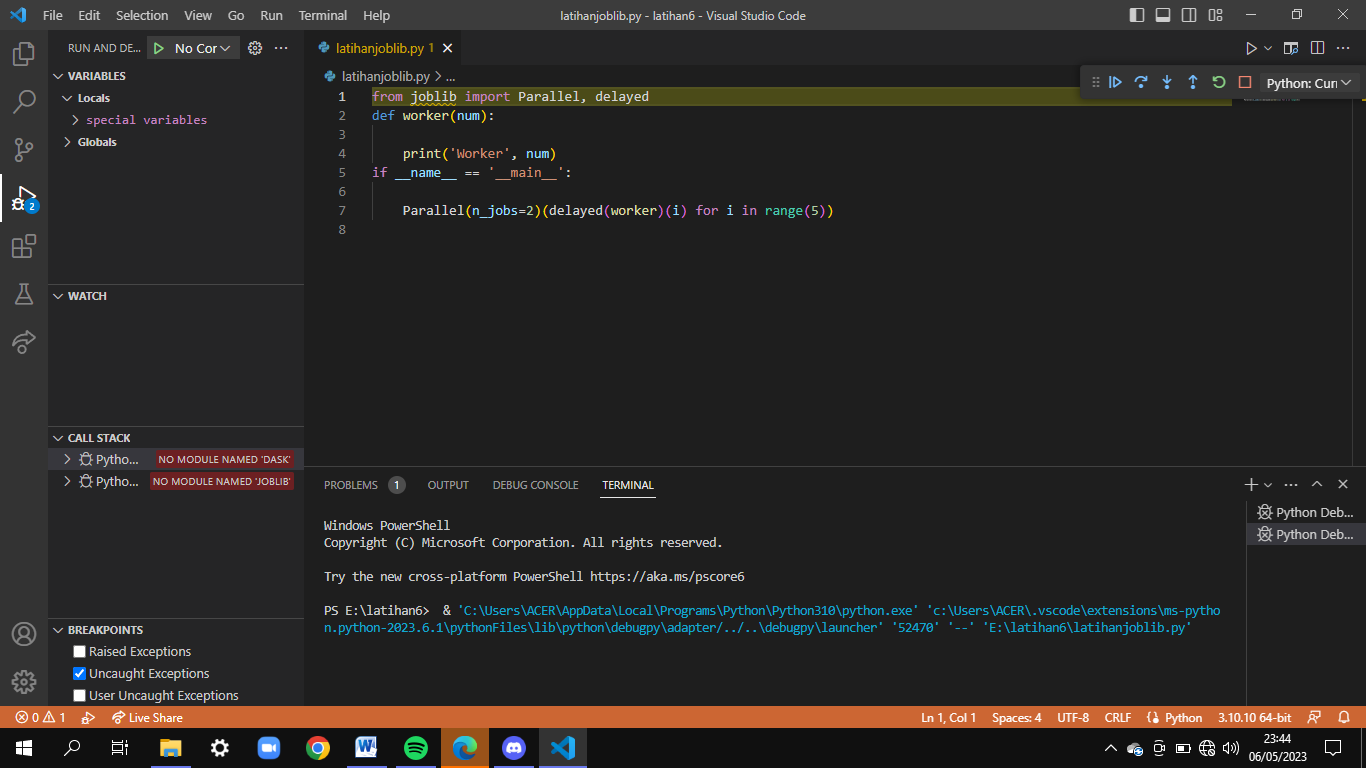 File Edit Selection View Go Run Terminal Help
latihanjoblib.py - latihan6 - Visual Studio Code
RUN AND DE... No Cor
VARIABLES
Locals
special variables
Globals
WATCH
CALL STACK
Pytho... NO MODULE NAMED 'DASK'
Pytho... NO MODULE NAMED 'JOBLIB'
BREAKPOINTS
Raised Exceptions
Uncaught Exceptions
User Uncaught Exceptions
2
latihanjoblib.py 1
latihanjoblib.py > ...
Python: Curr
1 from joblib import Parallel, delayed
2 def worker(num):
3
4 print('Worker', num)
5 if __name__ == '__main__':
6
7 Parallel(n_jobs=2)(delayed(worker)(i) for i in range(5))
8
PROBLEMS 1 OUTPUT DEBUG CONSOLE TERMINAL
Python Deb...
Python Deb...
Windows PowerShell
Copyright (C) Microsoft Corporation. All rights reserved.
Try the new cross-platform PowerShell https://aka.ms/pscore6
PS E:\latihan6>  & 'C:\Users\ACER\AppData\Local\Programs\Python\Python310\python.exe' 'c:\Users\ACER\.vscode\extensions\ms-pytho
n.python-2023.6.1\pythonFiles\lib\python\debugpy\adapter/../..\debugpy\launcher' '52470' '--' 'E:\latihan6\latihanjoblib.py'
0 1 Live Share
Ln 1, Col 1 Spaces: 4 UTF-8 CRLF Python 3.10.10 64-bit
23:44
06/05/2023